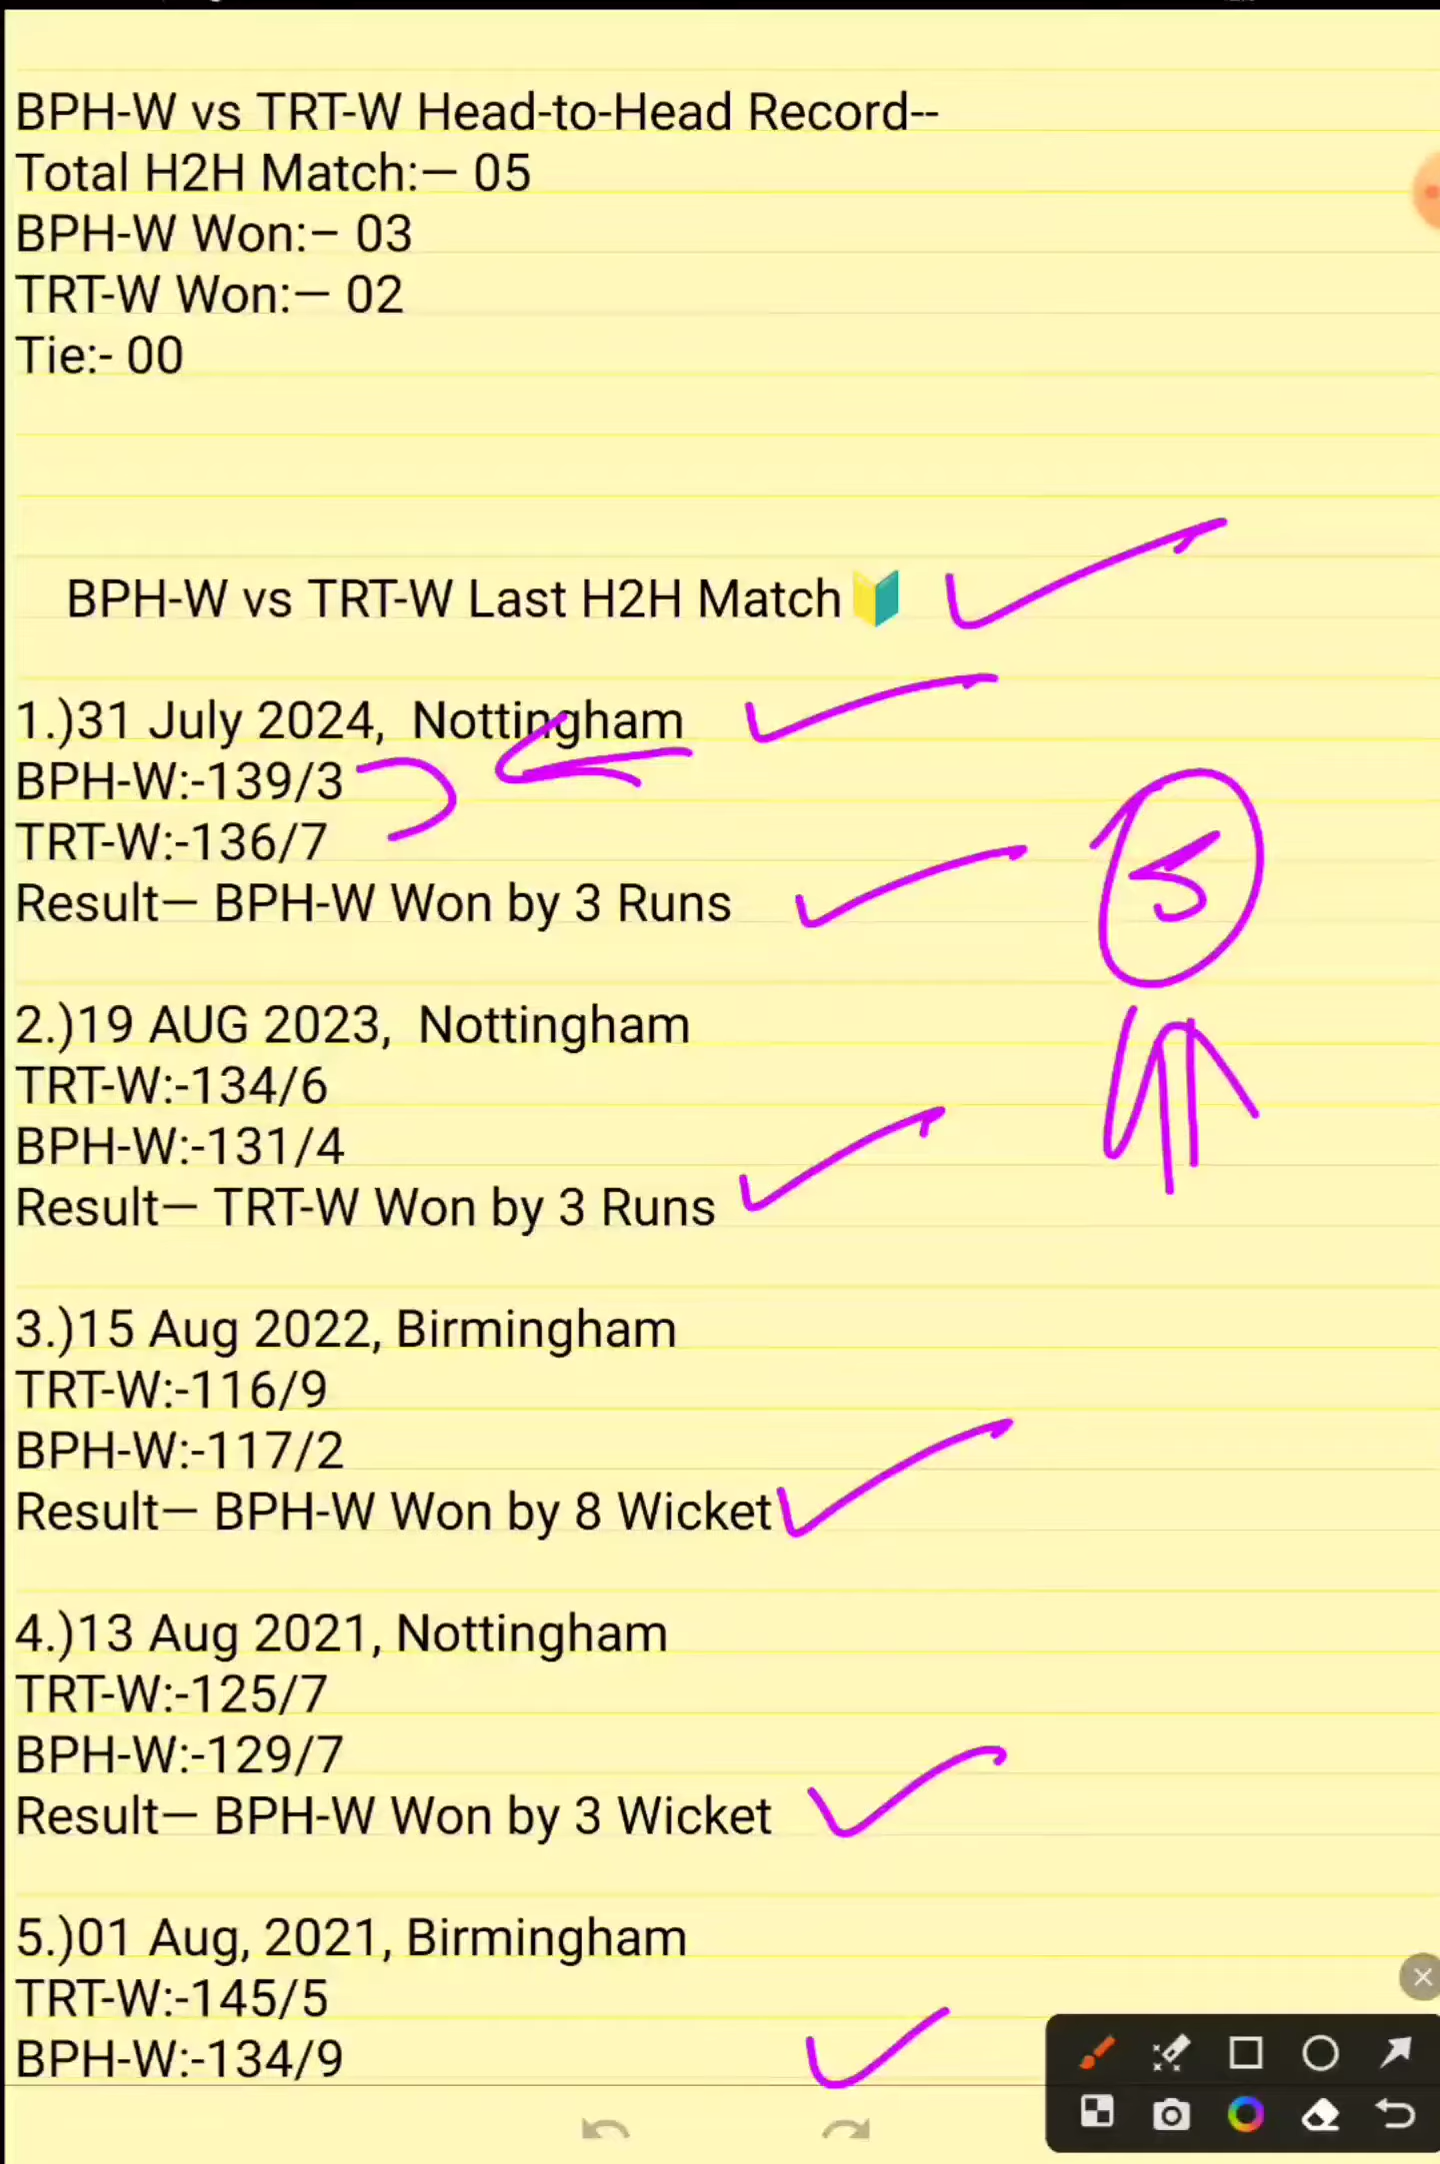 BPH-W vs TRT-W Head-to-Head Record--
Total H2H Match:— 05
BPH-W Won:– 03
TRT-W Won:— 02
Tie:- 00
BPH-W vs TRT-W Last H2H Match🔰
1.)31 July 2024,  Nottingham
BPH-W:-139/3
TRT-W:-136/7
Result— BPH-W Won by 3 Runs
5
2.)19 AUG 2023,  Nottingham
TRT-W:-134/6
BPH-W:-131/4
Result— TRT-W Won by 3 Runs
3.)15 Aug 2022, Birmingham
TRT-W:-116/9
BPH-W:-117/2
Result— BPH-W Won by 8 Wicket
4.)13 Aug 2021, Nottingham
TRT-W:-125/7
BPH-W:-129/7
Result— BPH-W Won by 3 Wicket
5.)01 Aug, 2021, Birmingham
TRT-W:-145/5
BPH-W:-134/9